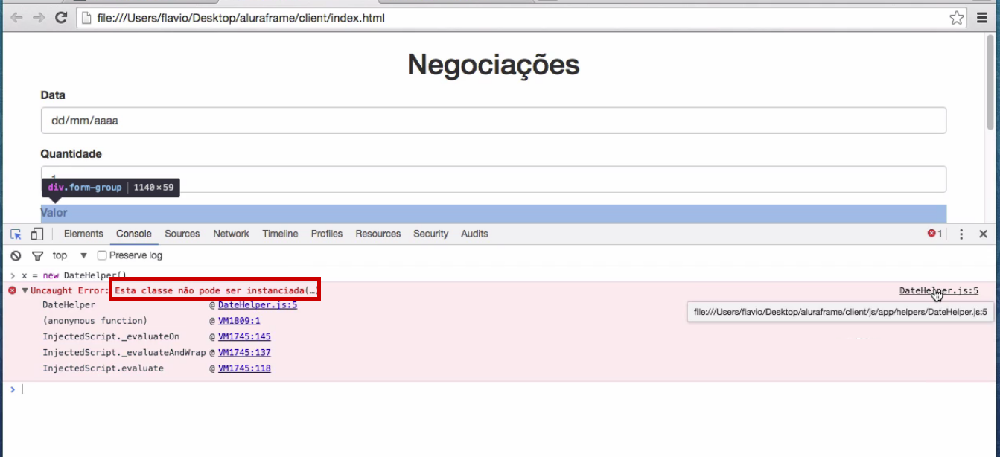 file:///Users/flavio/Desktop/aluraframe/client/index.html
Negociações
Data
dd/mm/aaaa
Quantidade
div.form-group | 1140×59
Valor
Elements Console Sources Network Timeline Profiles Resources Security Audits 1
top Preserve log
> x = new DateHelper()
Uncaught Error: Esta classe não pode ser instanciada(… DateHelper.js:5
DateHelper @ DateHelper.js:5
file:///Users/flavio/Desktop/aluraframe/client/js/app/helpers/DateHelper.js:5
(anonymous function) @ VM1809:1
InjectedScript._evaluateOn @ VM1745:145
InjectedScript._evaluateAndWrap @ VM1745:137
InjectedScript.evaluate @ VM1745:118
>